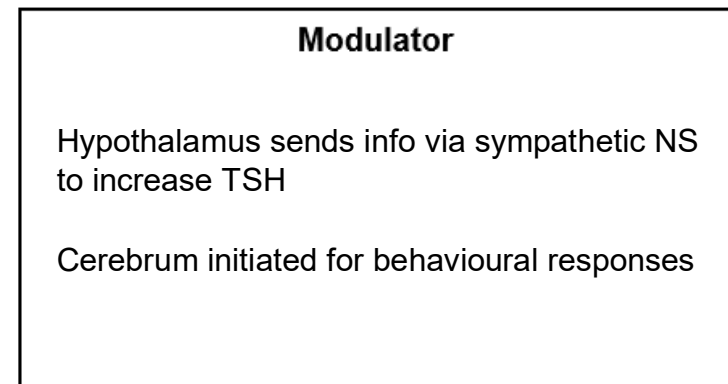 Modulator
Hypothalamus sends info via sympathetic NS
to increase TSH
Cerebrum initiated for behavioural responses